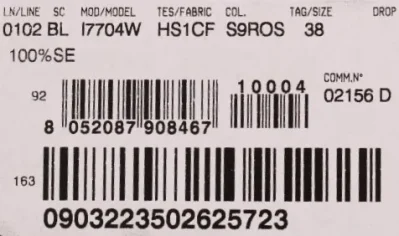 LN/LINE SC MOD/MODEL TES/FABRIC COL. TAG/SIZE DROP
0102 BL I7704W HS1CF S9ROS 38
100%SE
10004 COMM.N°
92 02156 D
8 052087 908467
163
0903223502625723